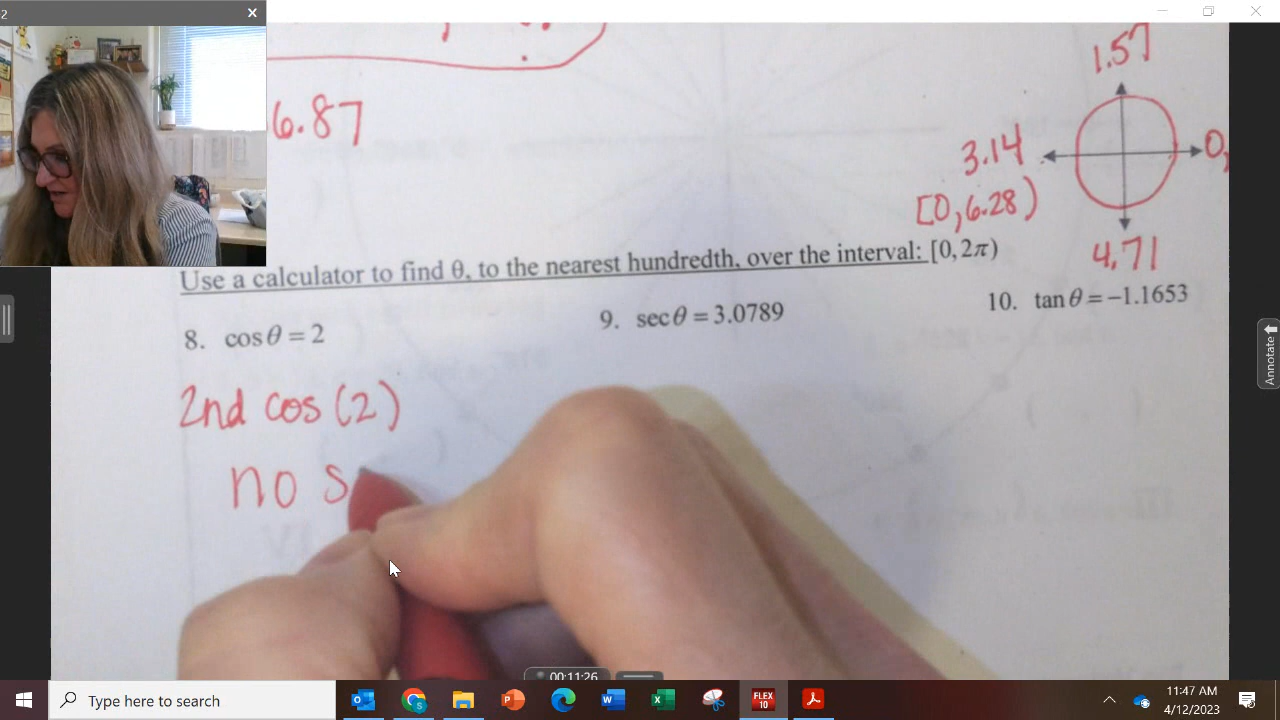 2
1.57
6.87
3.14
0,
[0, 6.28)
4.71
Use a calculator to find θ, to the nearest hundredth, over the interval: [0, 2π)
8. cos θ = 2
9. sec θ = 3.0789
10. tan θ = −1.1653
2nd cos (2)
no s
Annotate
00:11:26
Type here to search
FLEX
10
11:47 AM
4/12/2023